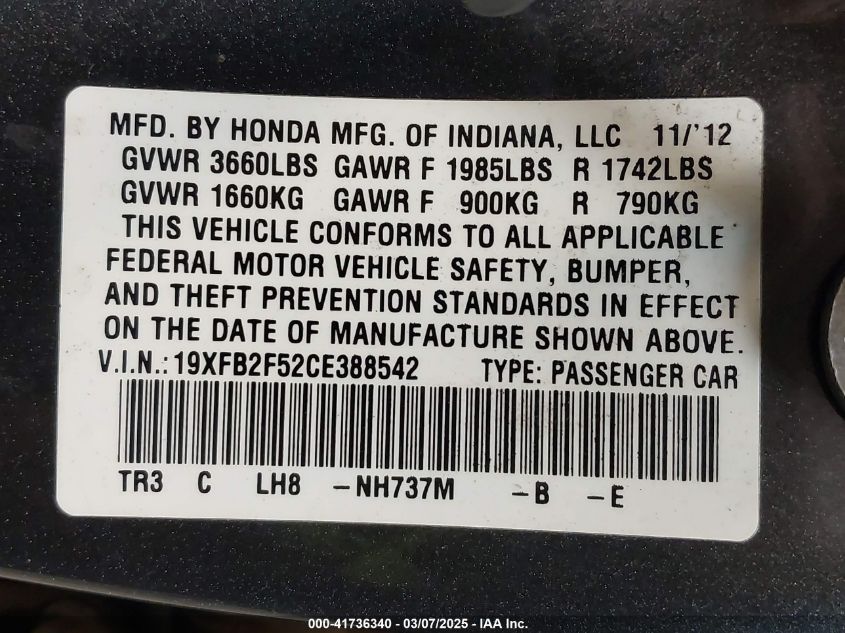 MFD. BY HONDA MFG. OF INDIANA, LLC 11/'12
GVWR 3660LBS GAWR F 1985LBS R 1742LBS
GVWR 1660KG GAWR F 900KG R 790KG
THIS VEHICLE CONFORMS TO ALL APPLICABLE
FEDERAL MOTOR VEHICLE SAFETY, BUMPER,
AND THEFT PREVENTION STANDARDS IN EFFECT
ON THE DATE OF MANUFACTURE SHOWN ABOVE.
V.I.N.:19XFB2F52CE388542 TYPE: PASSENGER CAR
TR3 C LH8 -NH737M -B -E
000-41736340 — 03/07/2025 - IAA Inc.